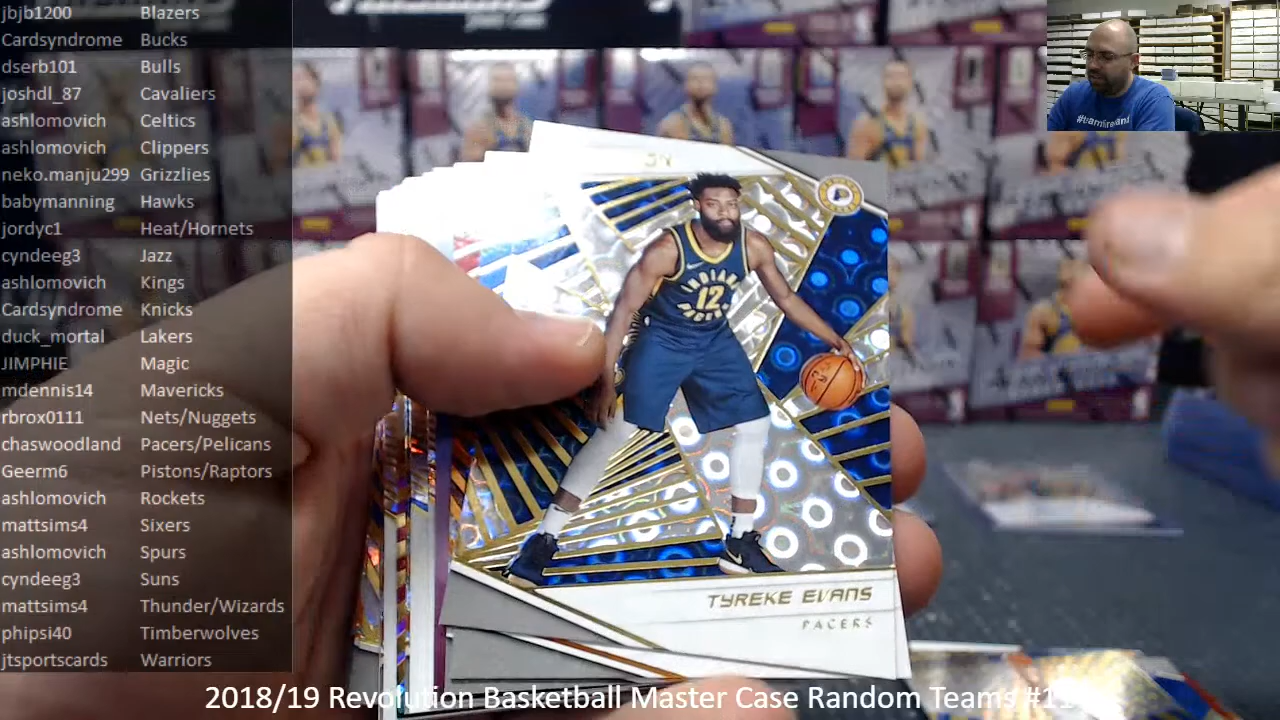 jbjb1200 Blazers
Cardsyndrome Bucks
dserb101 Bulls
joshdl_87 Cavaliers
ashlomovich Celtics
ashlomovich Clippers
neko.manju299 Grizzlies
babymanning Hawks
jordyc1 Heat/Hornets
cyndeeg3 Jazz
ashlomovich Kings
Cardsyndrome Knicks
duck_mortal Lakers
JIMPHIE Magic
mdennis14 Mavericks
rbrox0111 Nets/Nuggets
chaswoodland Pacers/Pelicans
Geerm6 Pistons/Raptors
ashlomovich Rockets
mattsims4 Sixers
ashlomovich Spurs
cyndeeg3 Suns
mattsims4 Thunder/Wizards
phipsi40 Timberwolves
jtsportscards Warriors
INDIANA
12
PACERS
TYREKE EVANS
PACERS
2018/19 Revolution Basketball Master Case Random Teams